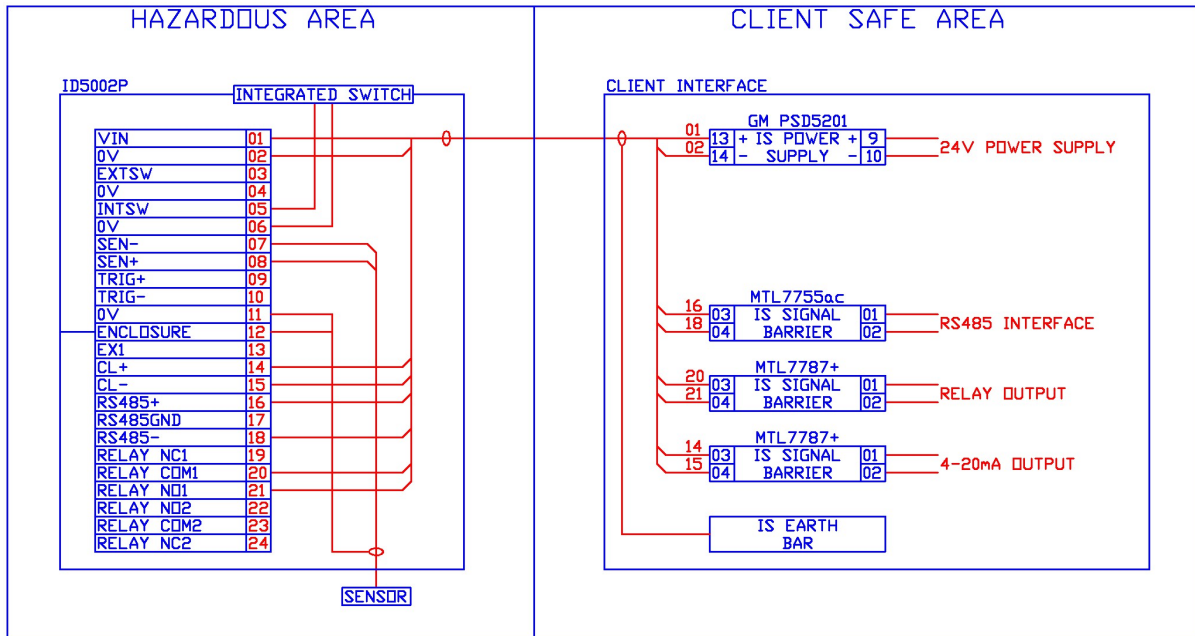 HAZARDOUS AREA
ID5002P
INTEGRATED SWITCH
VIN 01
0V 02
EXTSW 03
0V 04
INTSW 05
0V 06
SEN- 07
SEN+ 08
TRIG+ 09
TRIG- 10
0V 11
ENCLOSURE 12
EX1 13
CL+ 14
CL- 15
RS485+ 16
RS485GND 17
RS485- 18
RELAY NC1 19
RELAY COM1 20
RELAY NO1 21
RELAY NO2 22
RELAY COM2 23
RELAY NC2 24
SENSOR
CLIENT SAFE AREA
CLIENT INTERFACE
GM PSD5201
01 13 + IS POWER + 9
02 14 - SUPPLY - 10
24V POWER SUPPLY
MTL7755ac
16 03 IS SIGNAL 01
18 04 BARRIER 02
RS485 INTERFACE
MTL7787+
20 03 IS SIGNAL 01
21 04 BARRIER 02
RELAY OUTPUT
MTL7787+
14 03 IS SIGNAL 01
15 04 BARRIER 02
4-20mA OUTPUT
IS EARTH
BAR